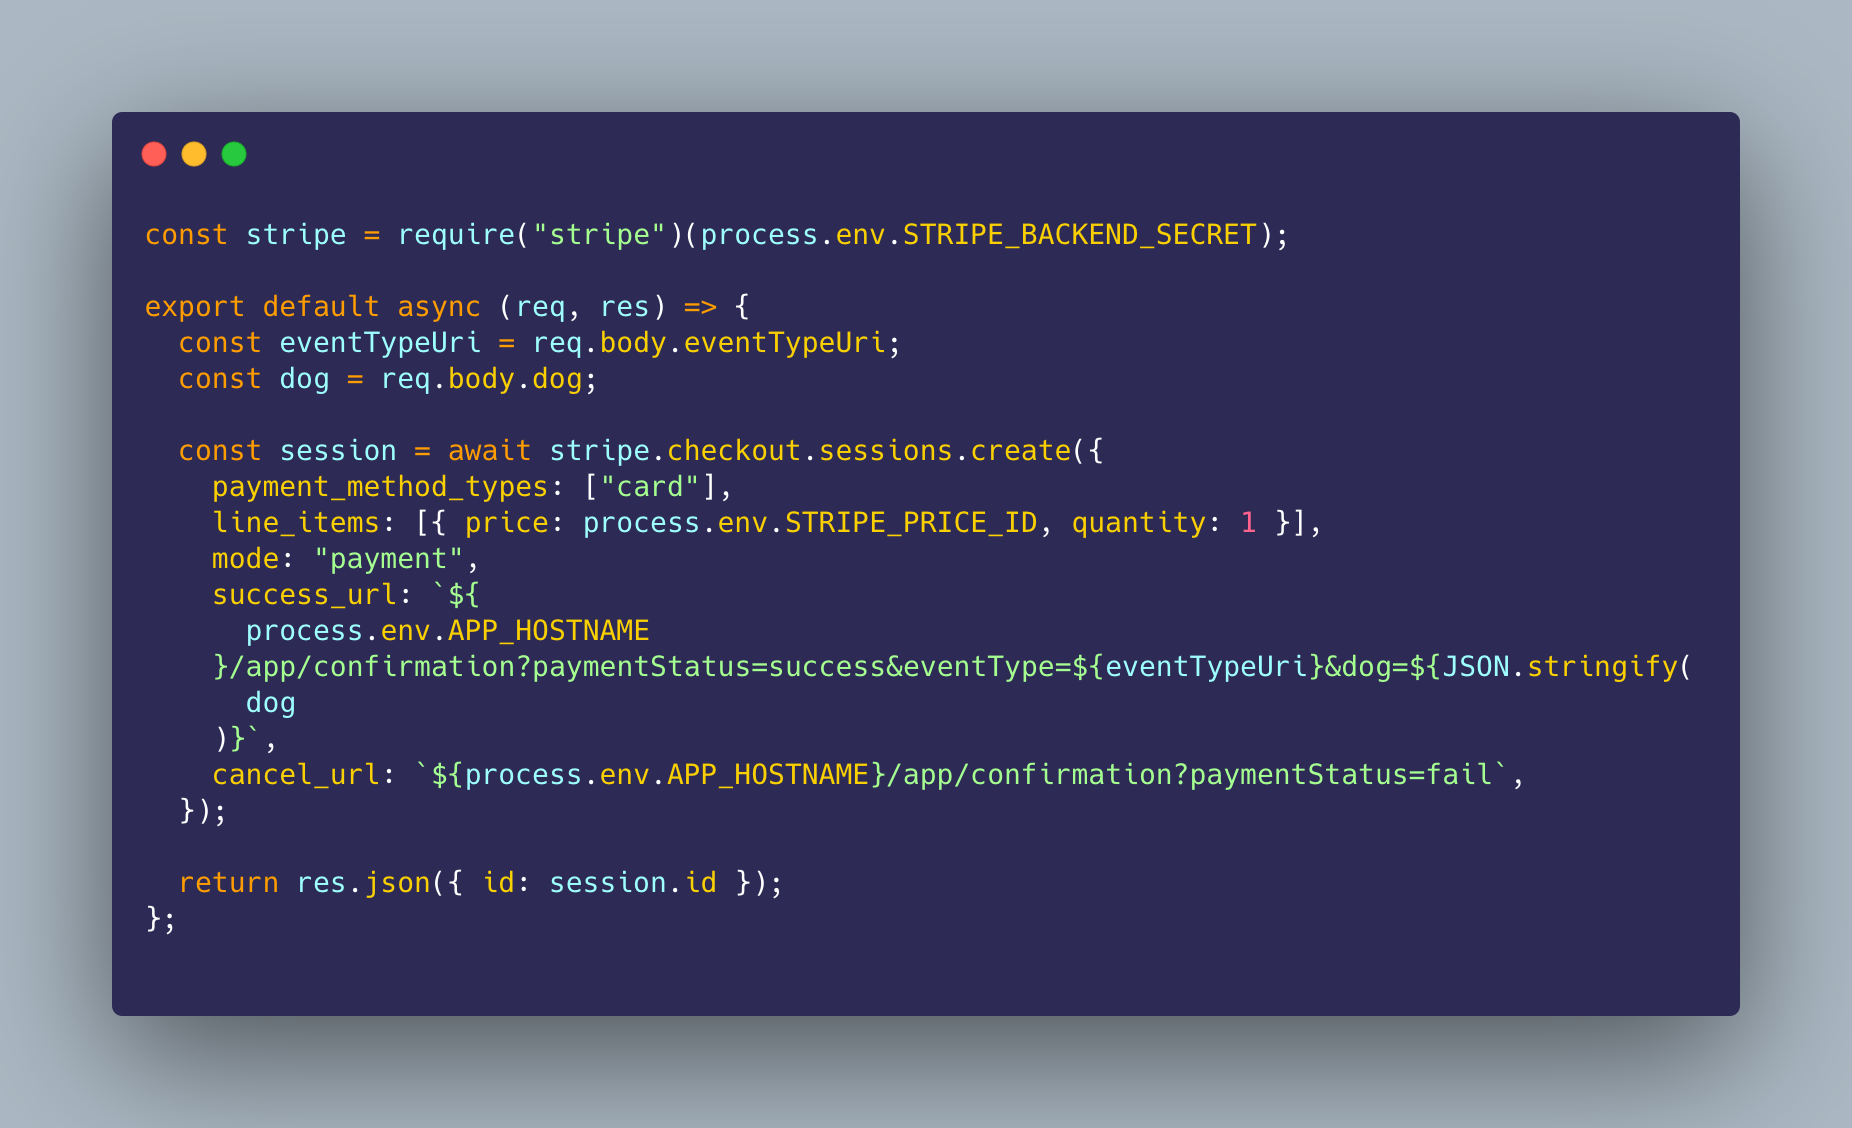 const stripe = require("stripe")(process.env.STRIPE_BACKEND_SECRET);

export default async (req, res) => {
  const eventTypeUri = req.body.eventTypeUri;
  const dog = req.body.dog;

  const session = await stripe.checkout.sessions.create({
    payment_method_types: ["card"],
    line_items: [{ price: process.env.STRIPE_PRICE_ID, quantity: 1 }],
    mode: "payment",
    success_url: `${
      process.env.APP_HOSTNAME
    }/app/confirmation?paymentStatus=success&eventType=${eventTypeUri}&dog=${JSON.stringify(
      dog
    )}`,
    cancel_url: `${process.env.APP_HOSTNAME}/app/confirmation?paymentStatus=fail`,
  });

  return res.json({ id: session.id });
};